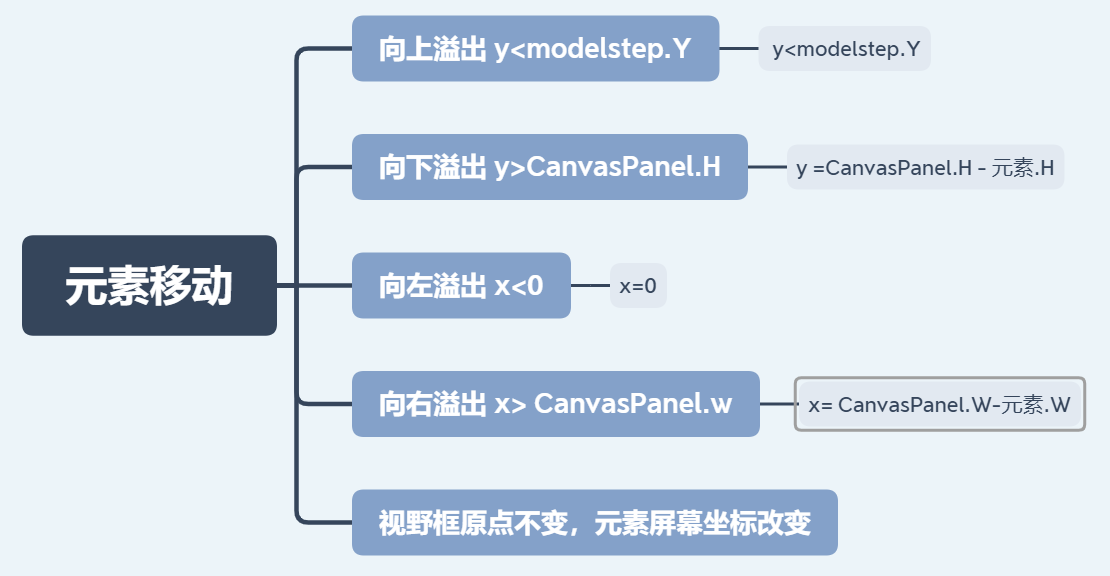 元素移动
向上溢出 y<modelstep.Y
y<modelstep.Y
向下溢出 y>CanvasPanel.H
y =CanvasPanel.H - 元素.H
向左溢出 x<0
x=0
向右溢出 x> CanvasPanel.w
x= CanvasPanel.W-元素.W
视野框原点不变，元素屏幕坐标改变